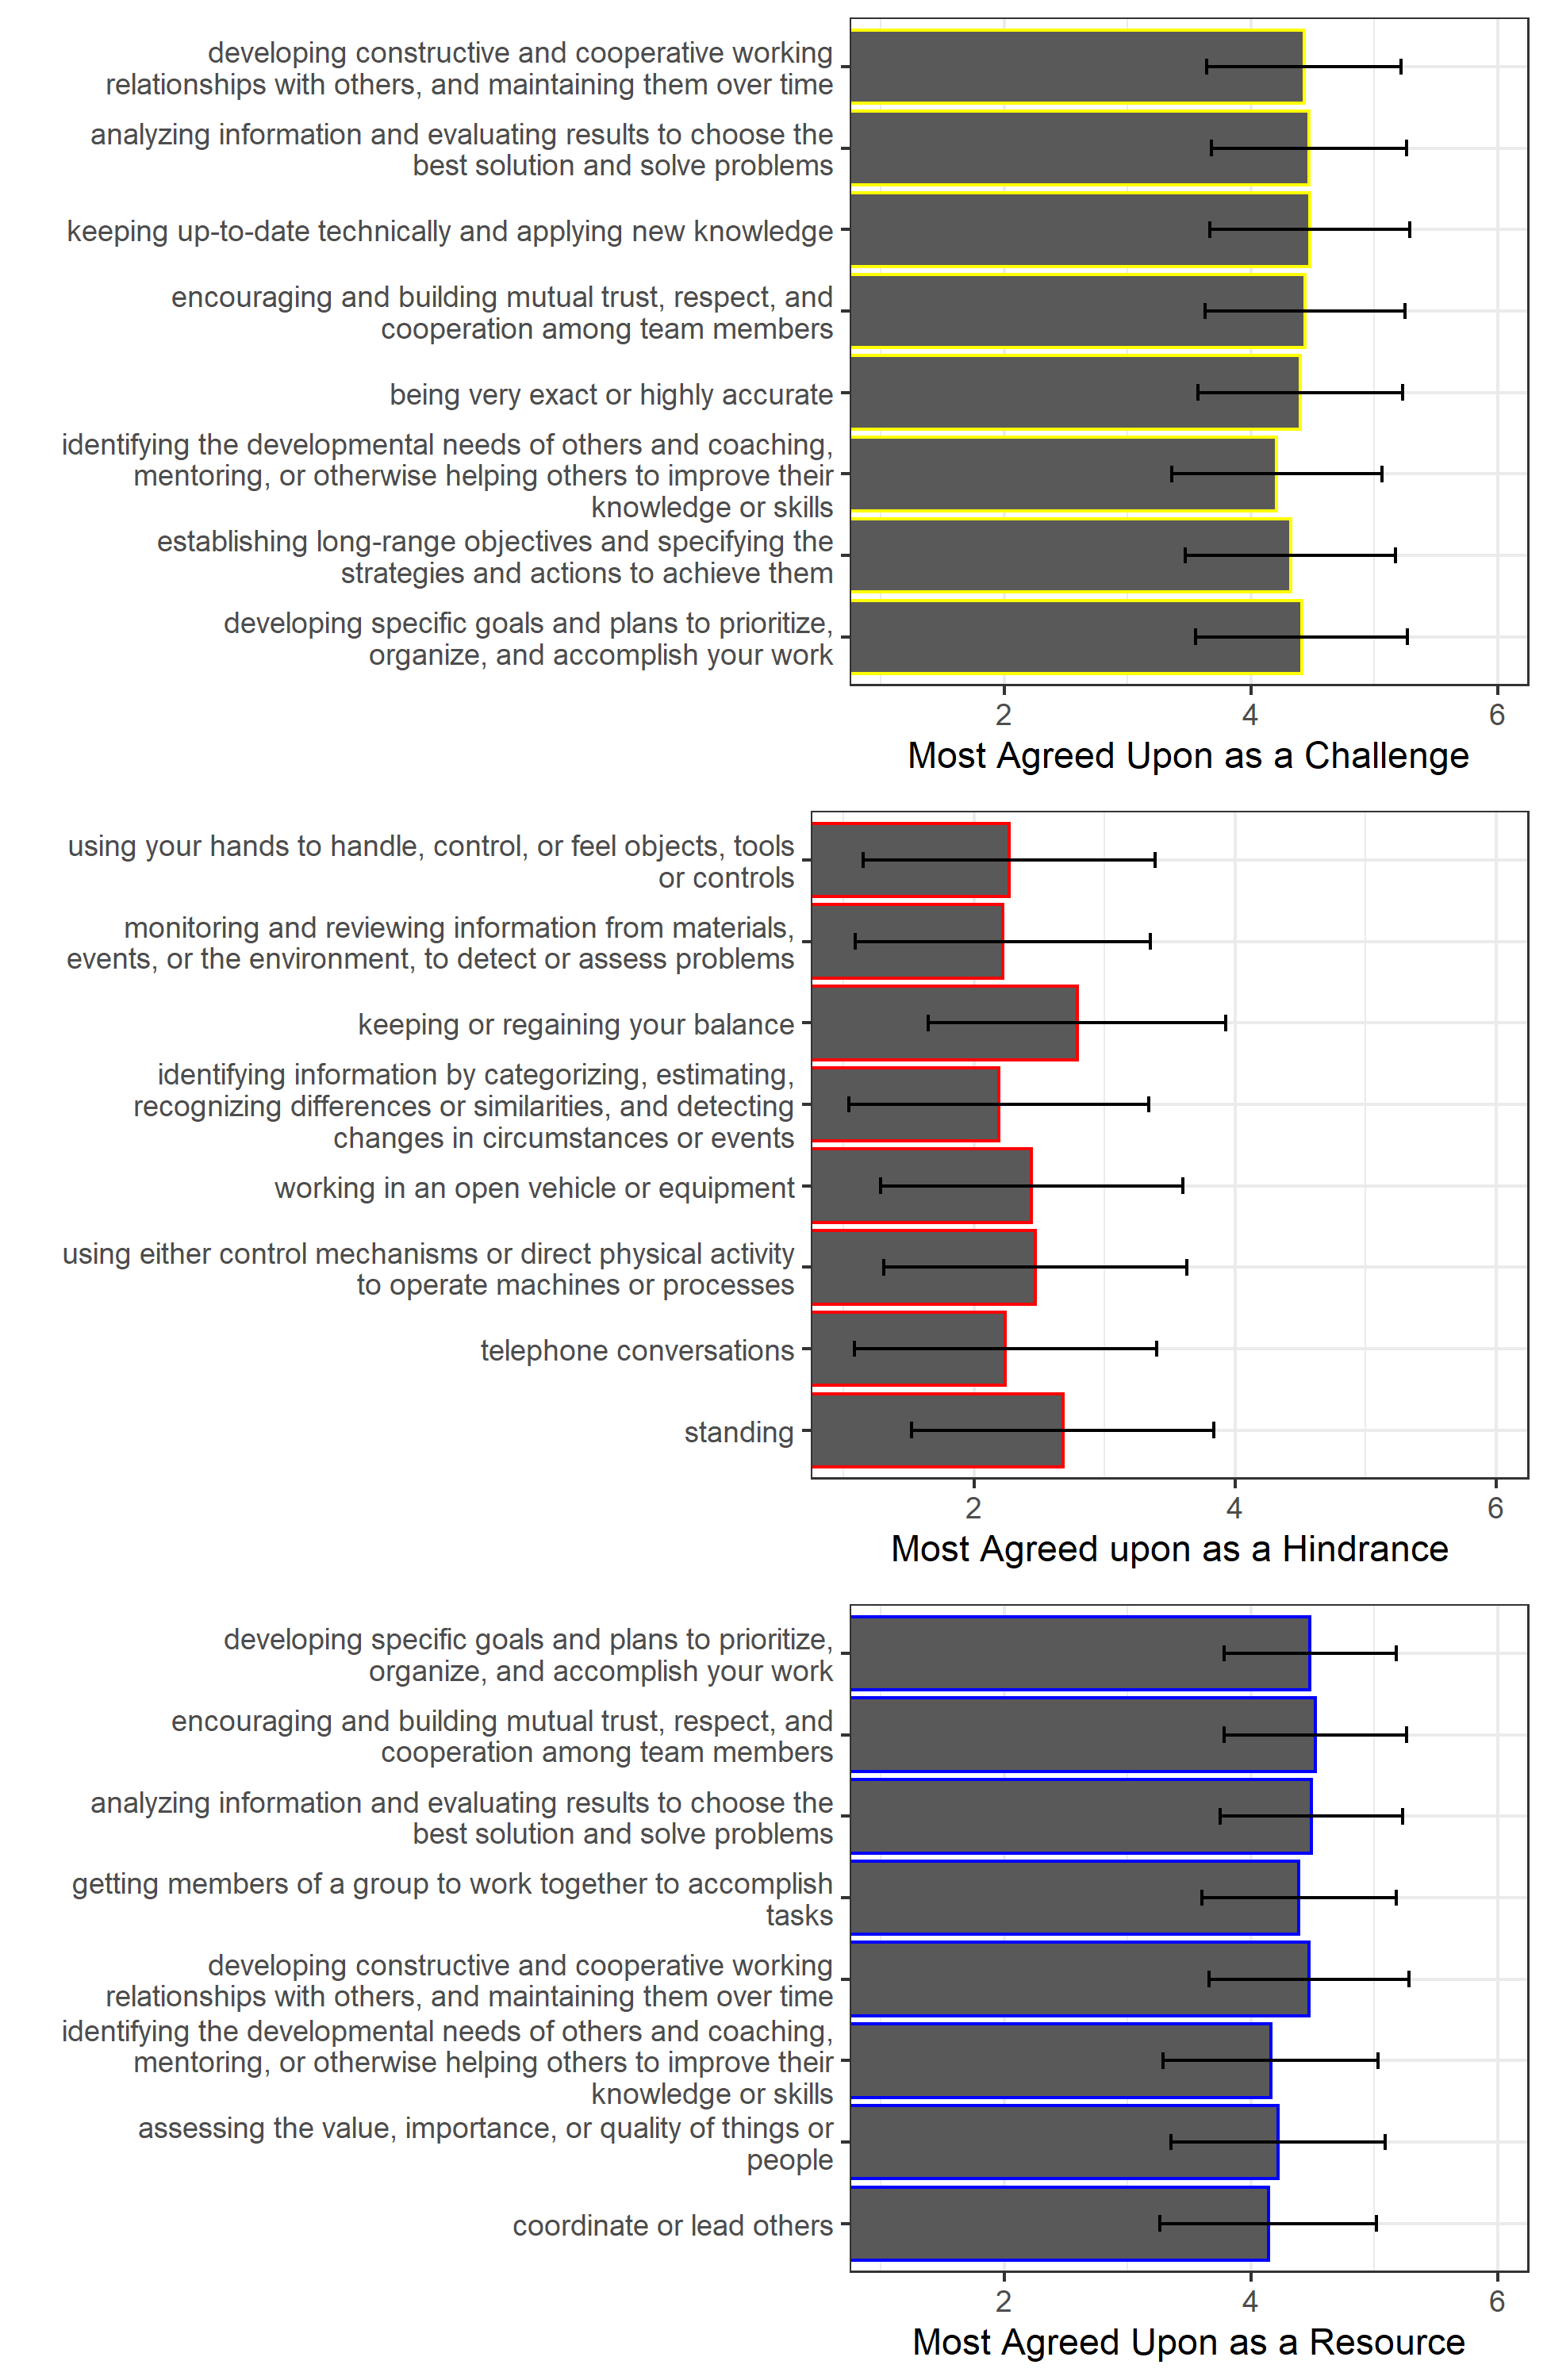 developing constructive and cooperative working
relationships with others, and maintaining them over time
analyzing information and evaluating results to choose the
best solution and solve problems
keeping up-to-date technically and applying new knowledge
encouraging and building mutual trust, respect, and
cooperation among team members
being very exact or highly accurate
identifying the developmental needs of others and coaching,
mentoring, or otherwise helping others to improve their
knowledge or skills
establishing long-range objectives and specifying the
strategies and actions to achieve them
developing specific goals and plans to prioritize,
organize, and accomplish your work
2 4 6
Most Agreed Upon as a Challenge
using your hands to handle, control, or feel objects, tools
or controls
monitoring and reviewing information from materials,
events, or the environment, to detect or assess problems
keeping or regaining your balance
identifying information by categorizing, estimating,
recognizing differences or similarities, and detecting
changes in circumstances or events
working in an open vehicle or equipment
using either control mechanisms or direct physical activity
to operate machines or processes
telephone conversations
standing
2 4 6
Most Agreed upon as a Hindrance
developing specific goals and plans to prioritize,
organize, and accomplish your work
encouraging and building mutual trust, respect, and
cooperation among team members
analyzing information and evaluating results to choose the
best solution and solve problems
getting members of a group to work together to accomplish
tasks
developing constructive and cooperative working
relationships with others, and maintaining them over time
identifying the developmental needs of others and coaching,
mentoring, or otherwise helping others to improve their
knowledge or skills
assessing the value, importance, or quality of things or
people
coordinate or lead others
2 4 6
Most Agreed Upon as a Resource